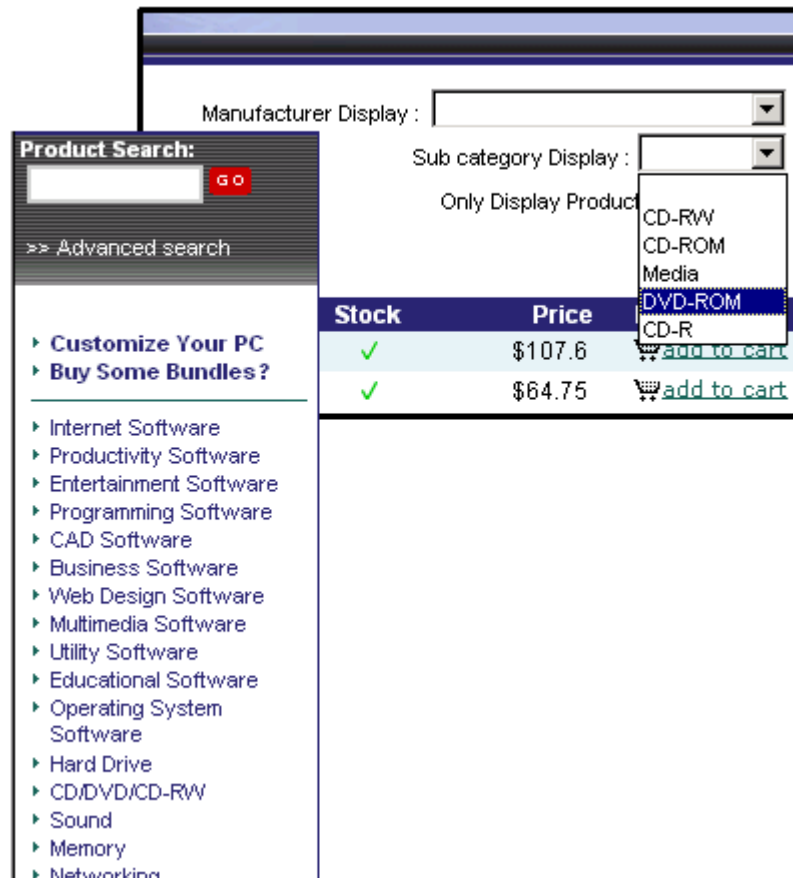 Manufacturer Display :
Product Search:
GO
Sub category Display :
Only Display Product
>> Advanced search
CD-RW
CD-ROM
Media
DVD-ROM
CD-R
Stock Price
$107.6 add to cart
$64.75 add to cart
Customize Your PC
Buy Some Bundles?
Internet Software
Productivity Software
Entertainment Software
Programming Software
CAD Software
Business Software
Web Design Software
Multimedia Software
Utility Software
Educational Software
Operating System
Software
Hard Drive
CD/DVD/CD-RW
Sound
Memory
Networking